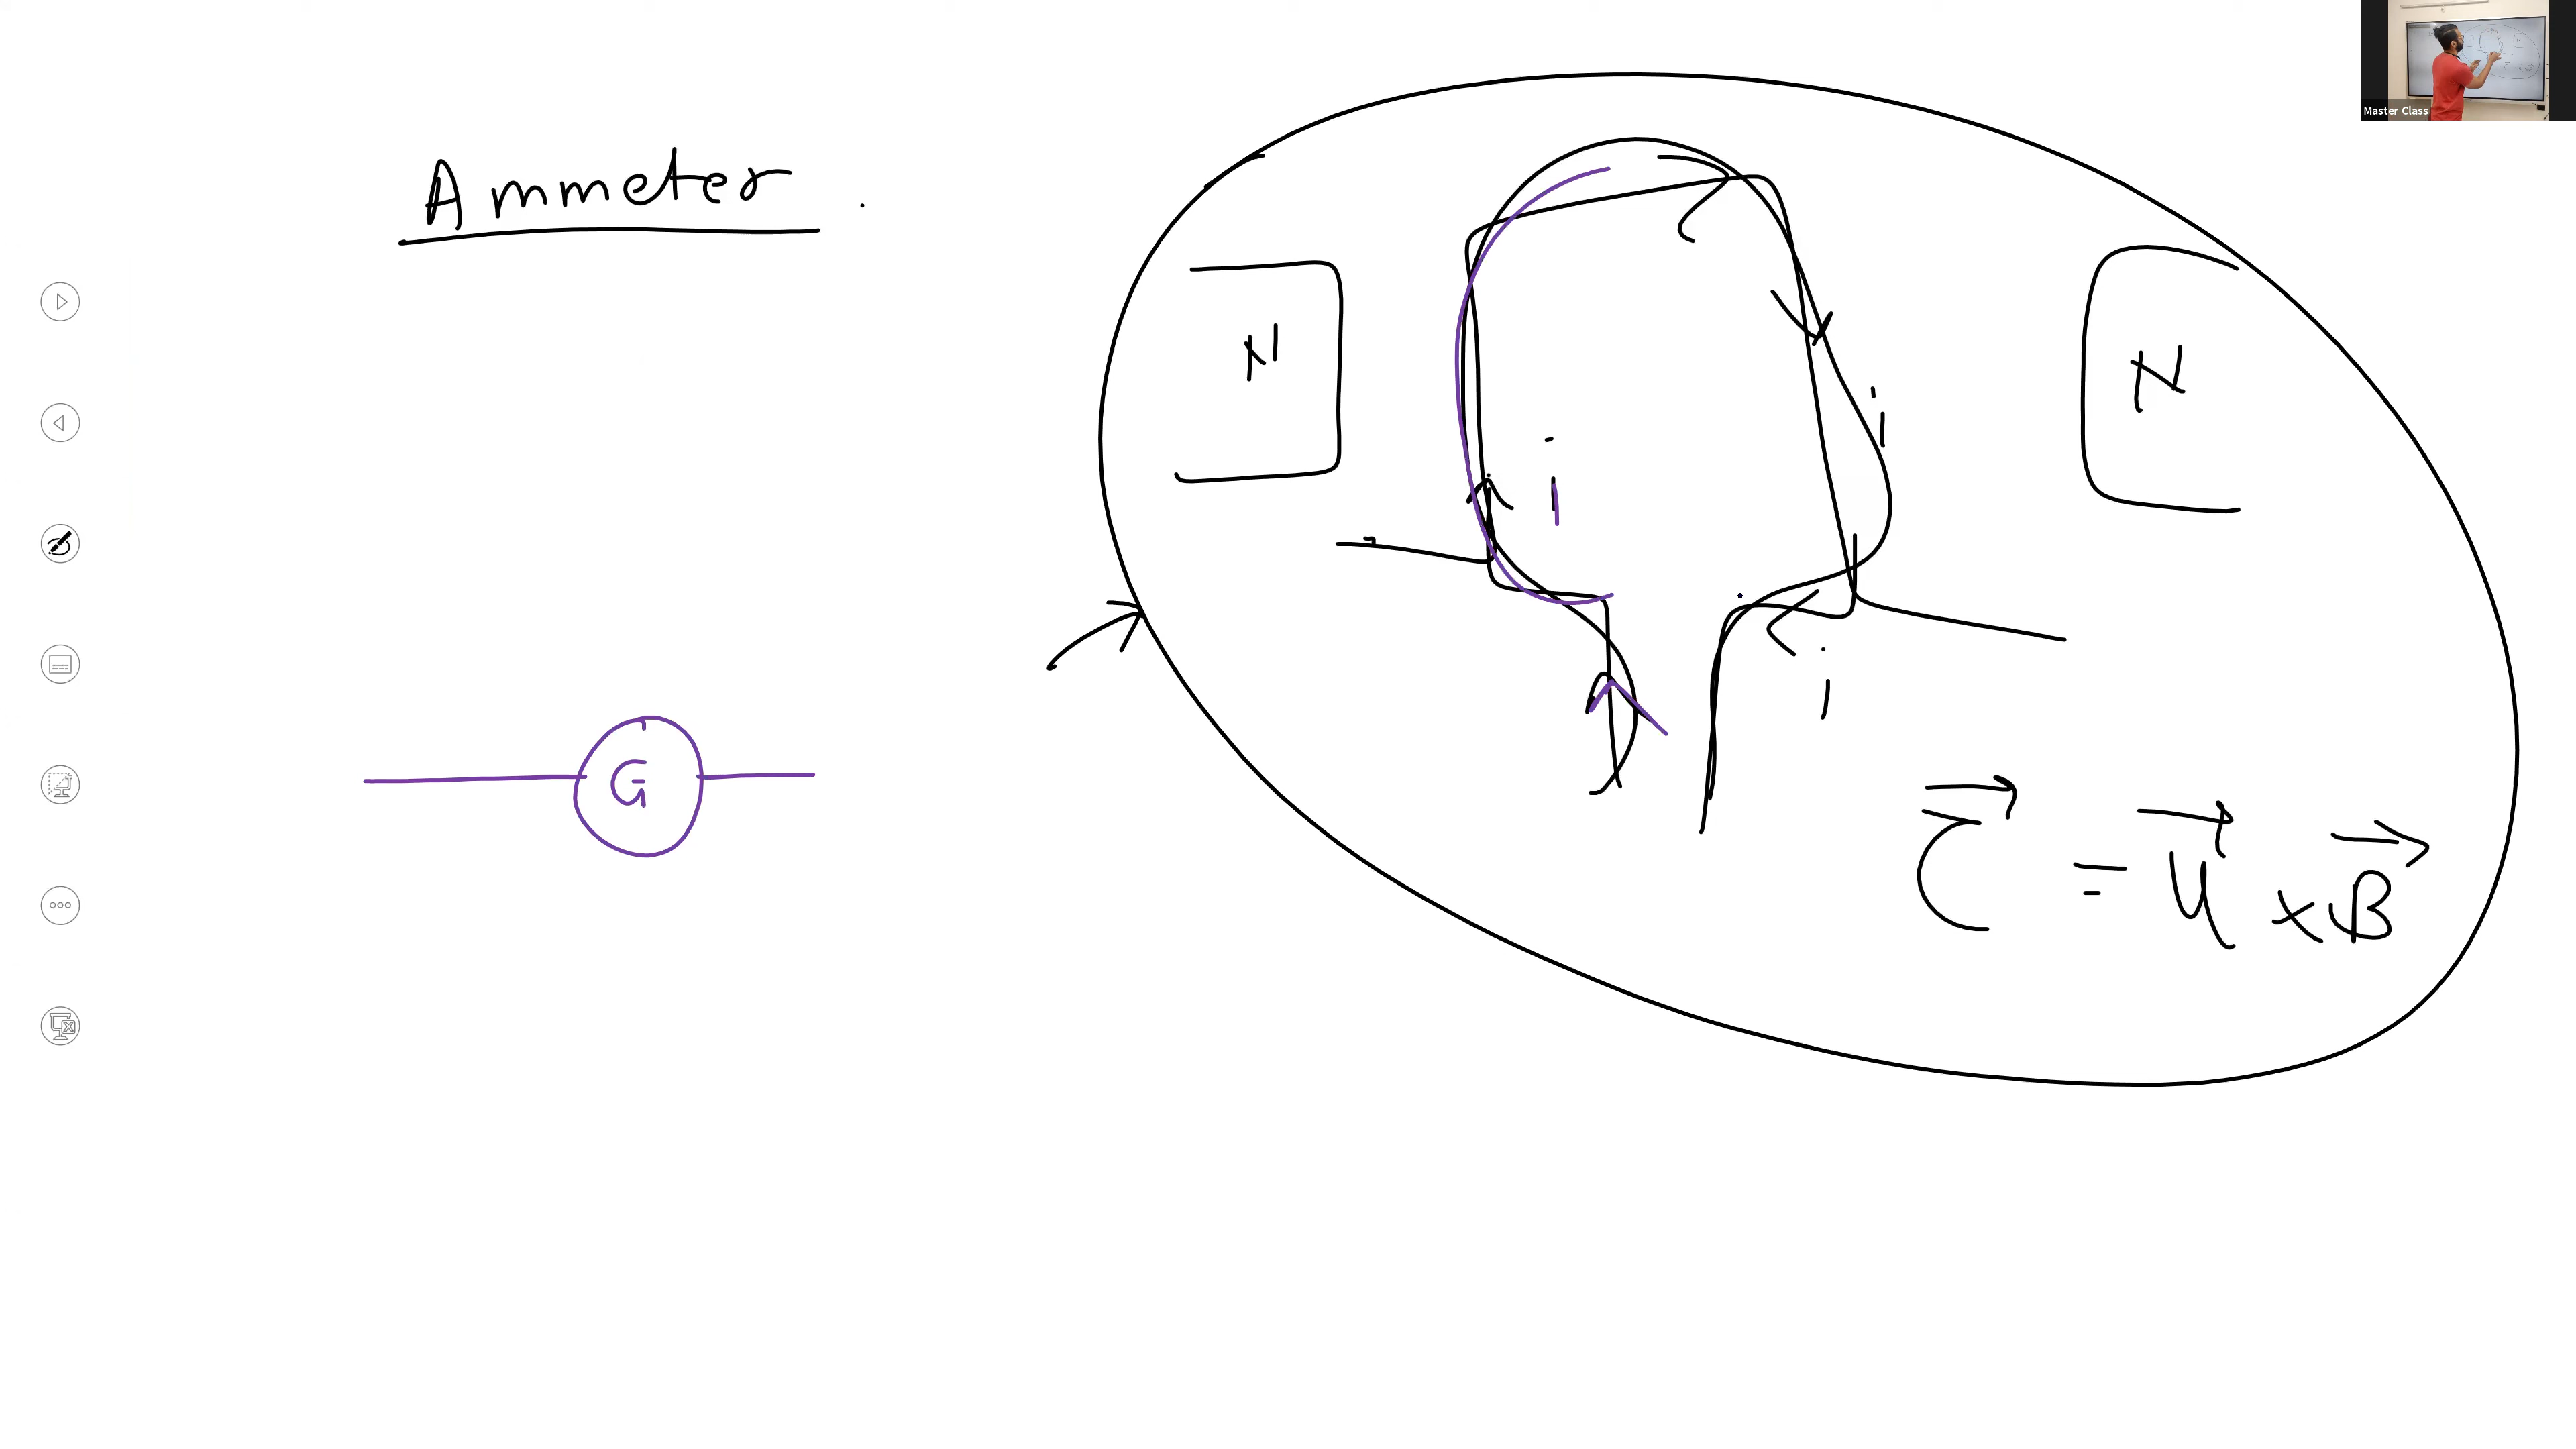 Master Class
Ammeter
N
N
i
i
i
G
τ = μ × B